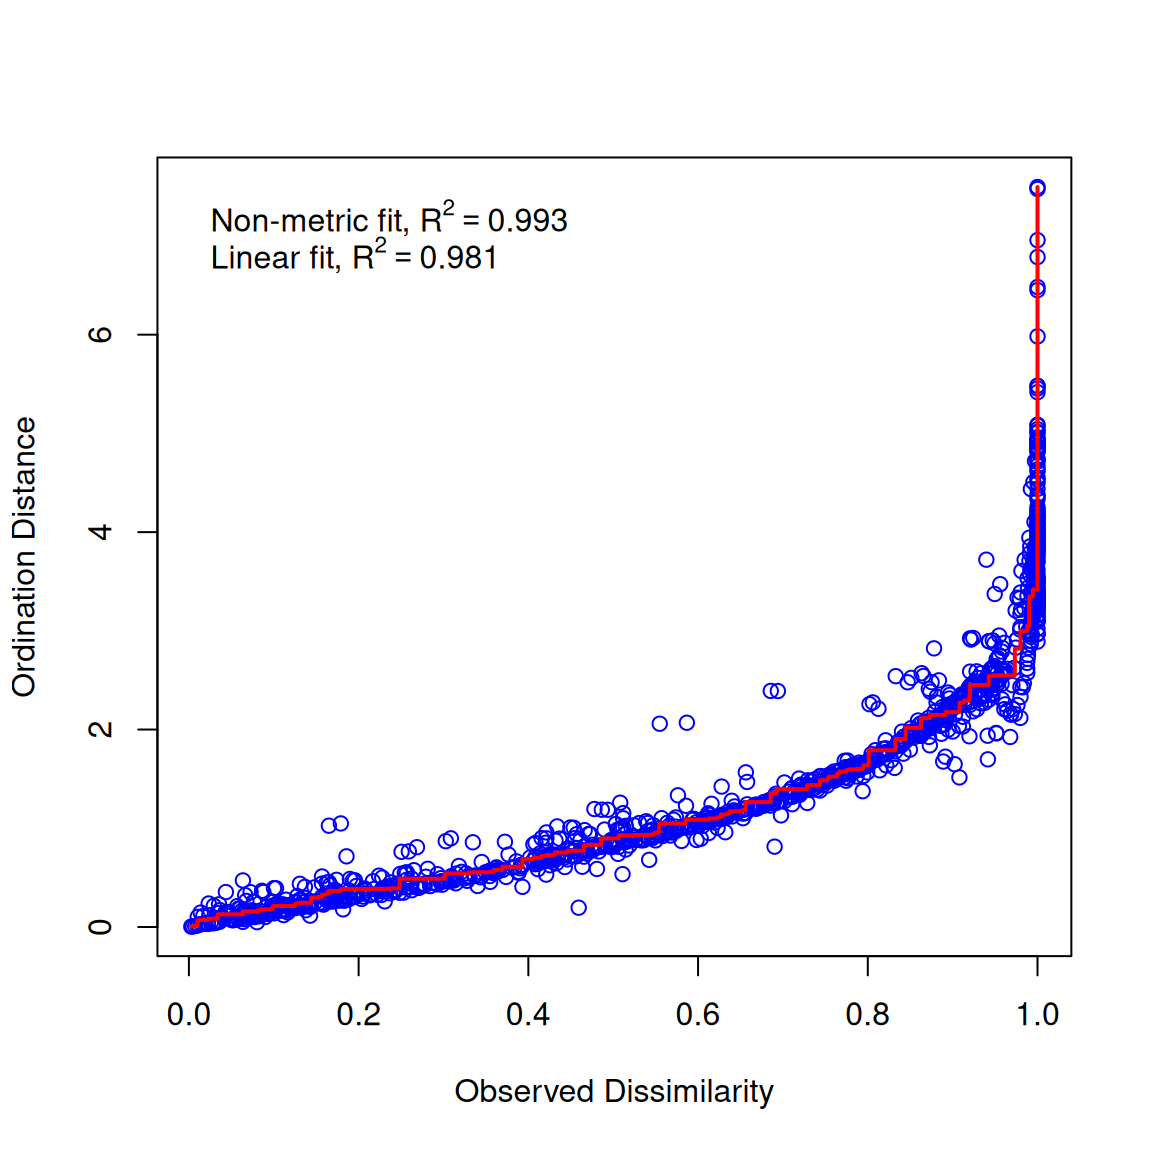 Non-metric fit, R² = 0.993
Linear fit, R² = 0.981
6
4
2
0
Ordination Distance
0.0 0.2 0.4 0.6 0.8 1.0
Observed Dissimilarity